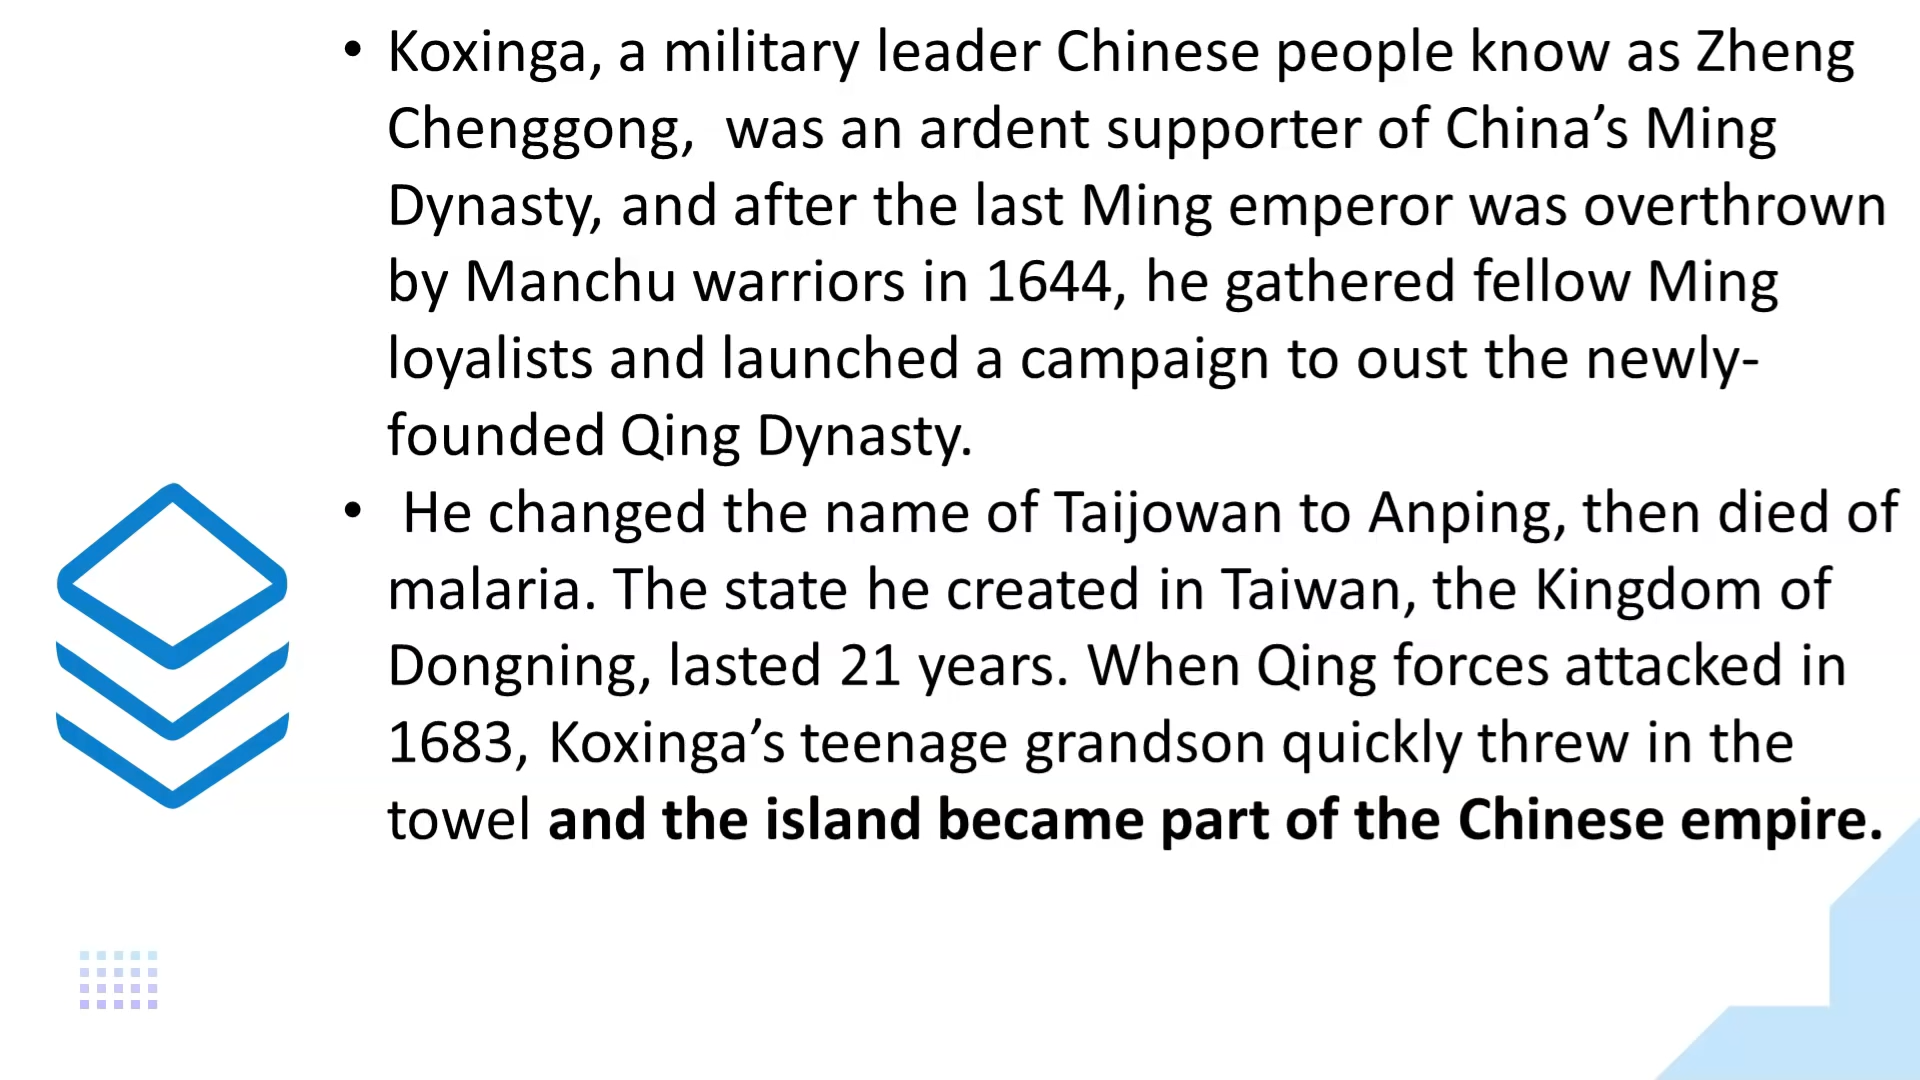 • Koxinga, a military leader Chinese people know as Zheng
Chenggong,  was an ardent supporter of China’s Ming
Dynasty, and after the last Ming emperor was overthrown
by Manchu warriors in 1644, he gathered fellow Ming
loyalists and launched a campaign to oust the newly-
founded Qing Dynasty.
•  He changed the name of Taijowan to Anping, then died of
malaria. The state he created in Taiwan, the Kingdom of
Dongning, lasted 21 years. When Qing forces attacked in
1683, Koxinga’s teenage grandson quickly threw in the
towel and the island became part of the Chinese empire.